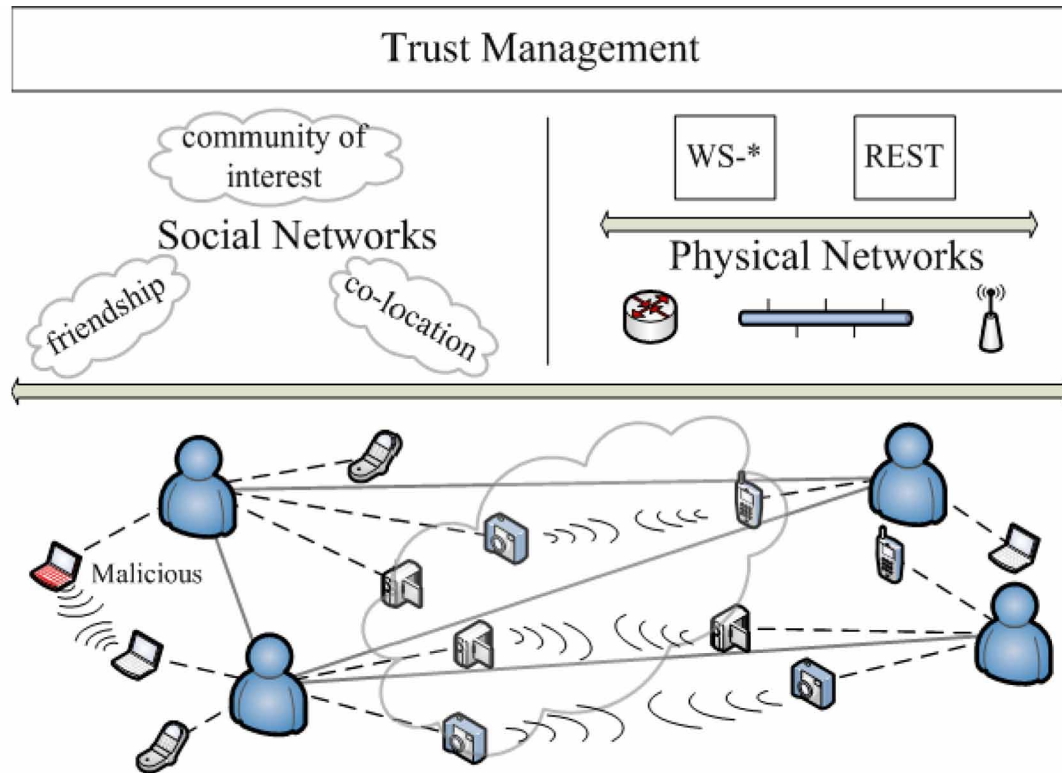 Trust Management
community of
interest
WS-*
REST
Social Networks
Physical Networks
friendship
co-location
Malicious